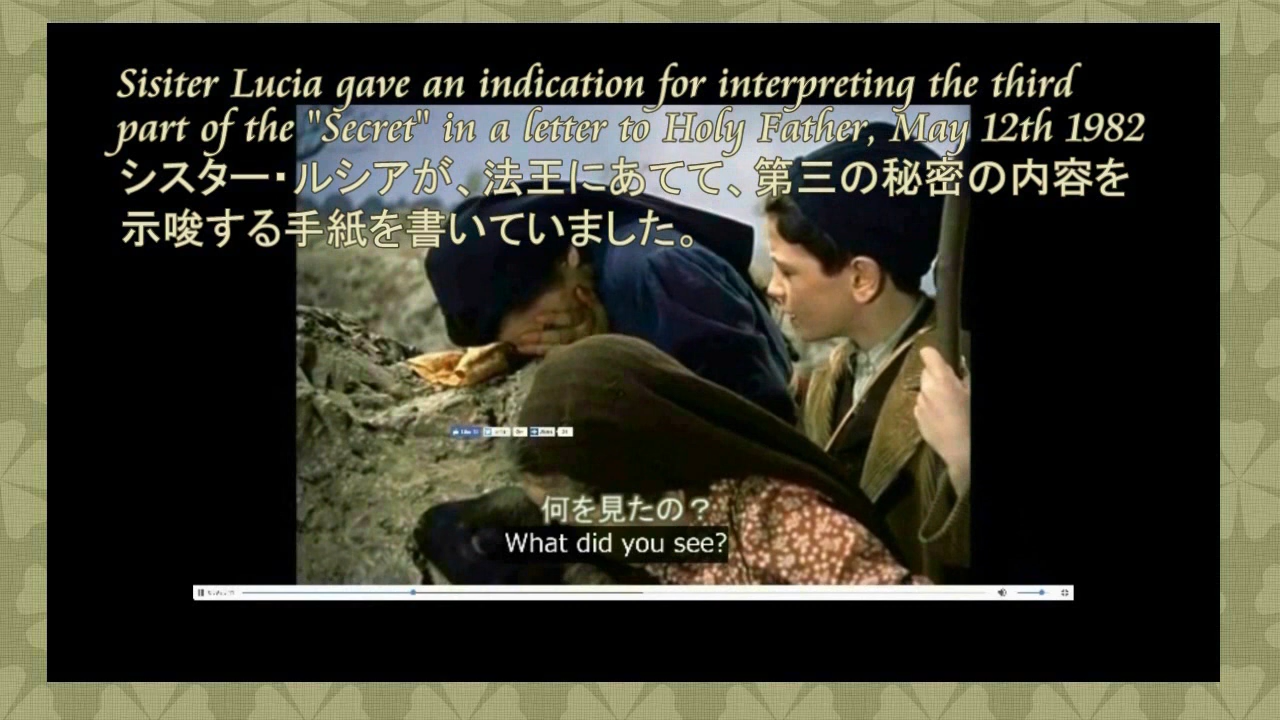 Sisiter Lucia gave an indication for interpreting the third
part of the "Secret" in a letter to Holy Father, May 12th 1982
シスター・ルシアが、法王にあてて、第三の秘密の内容を
示唆する手紙を書いていました。
Like
何を見たの？
What did you see?